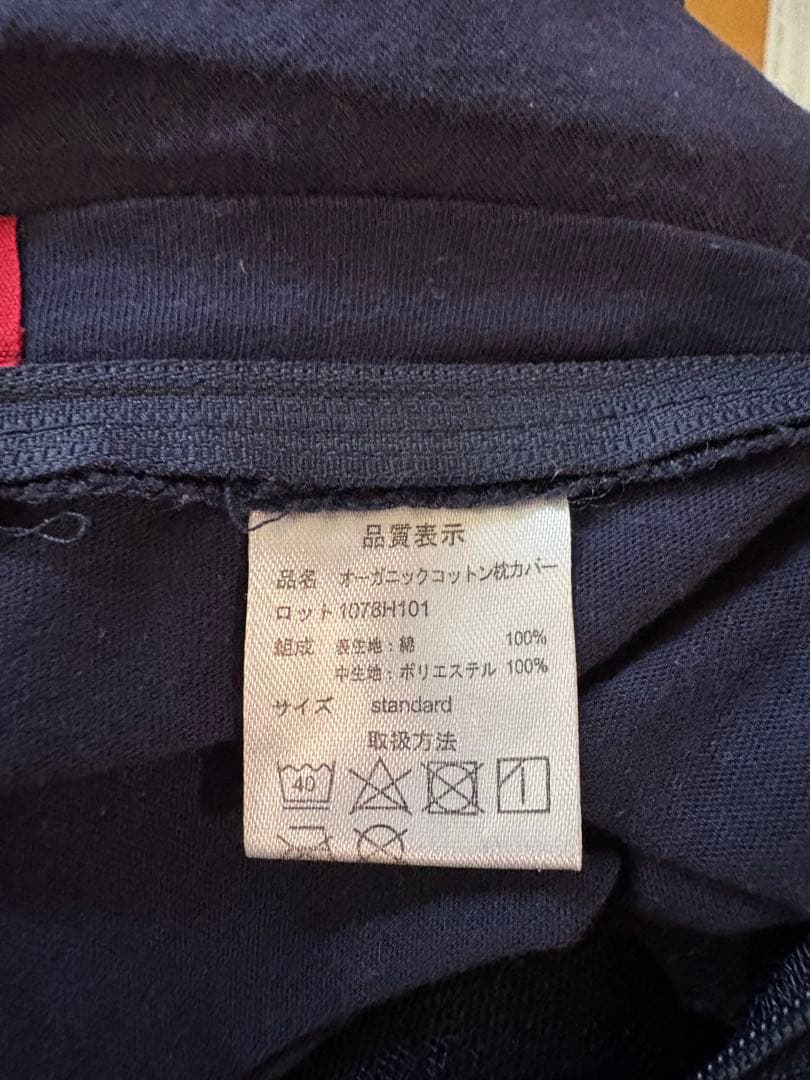 品質表示
品名 オーガニックコットン枕カバー
ロット 1078H101
組成 表生地:綿 100%
中生地:ポリエステル 100%
サイズ standard
取扱方法
40